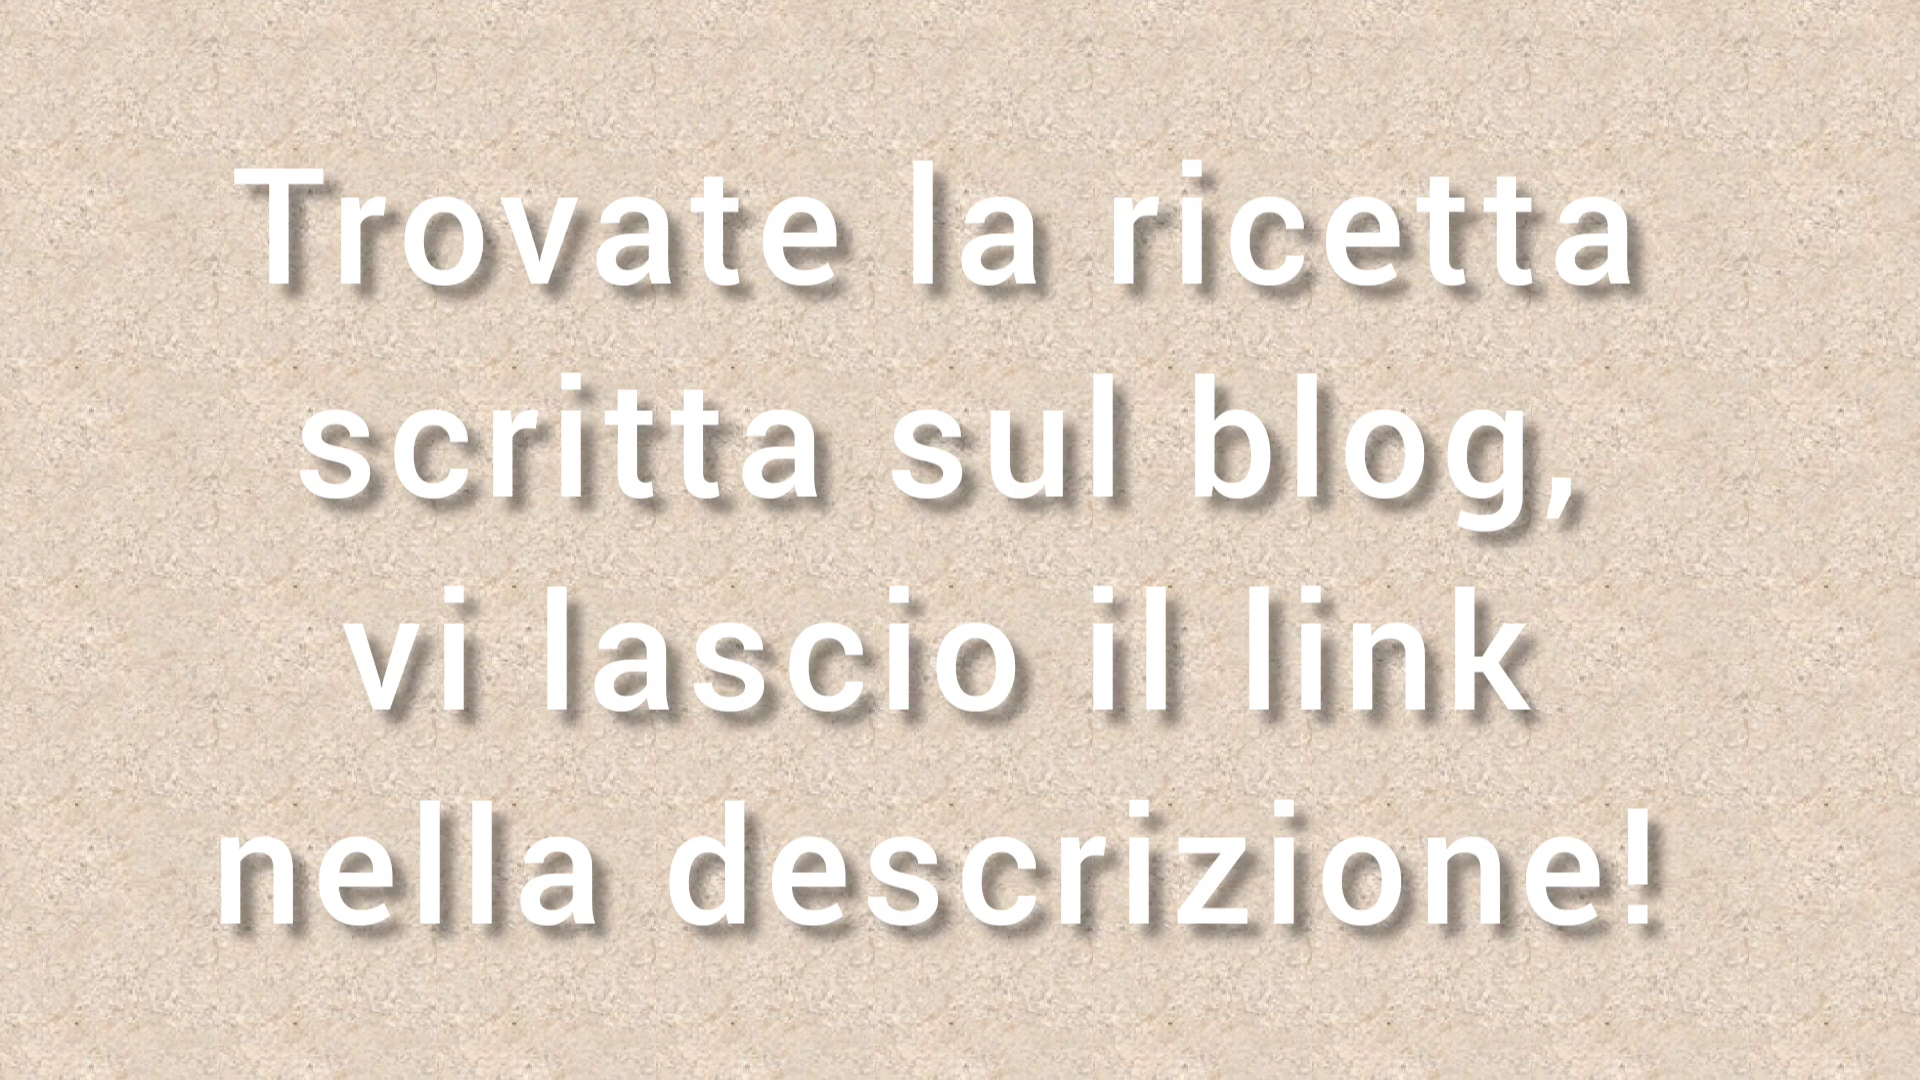 Trovate la ricetta
scritta sul blog,
vi lascio il link
nella descrizione!